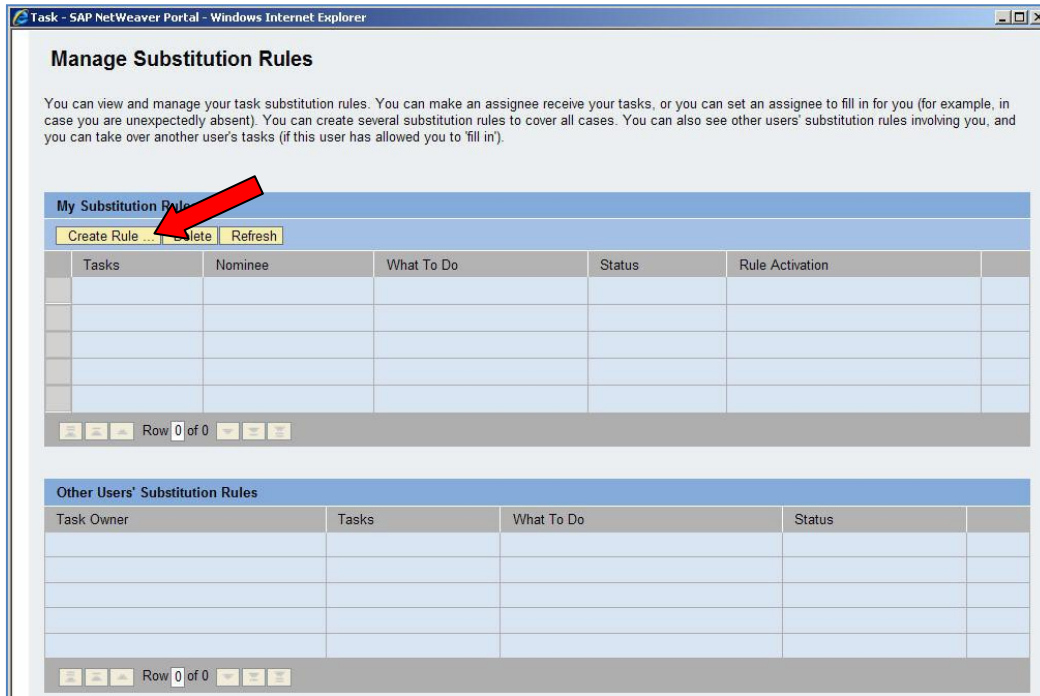 Task - SAP NetWeaver Portal - Windows Internet Explorer
Manage Substitution Rules
You can view and manage your task substitution rules. You can make an assignee receive your tasks, or you can set an assignee to fill in for you (for example, in
case you are unexpectedly absent). You can create several substitution rules to cover all cases. You can also see other users' substitution rules involving you, and
you can take over another user's tasks (if this user has allowed you to 'fill in').
My Substitution Rule
Create Rule ... Delete Refresh
Tasks Nominee What To Do Status Rule Activation
Row 0 of 0
Other Users' Substitution Rules
Task Owner Tasks What To Do Status
Row 0 of 0